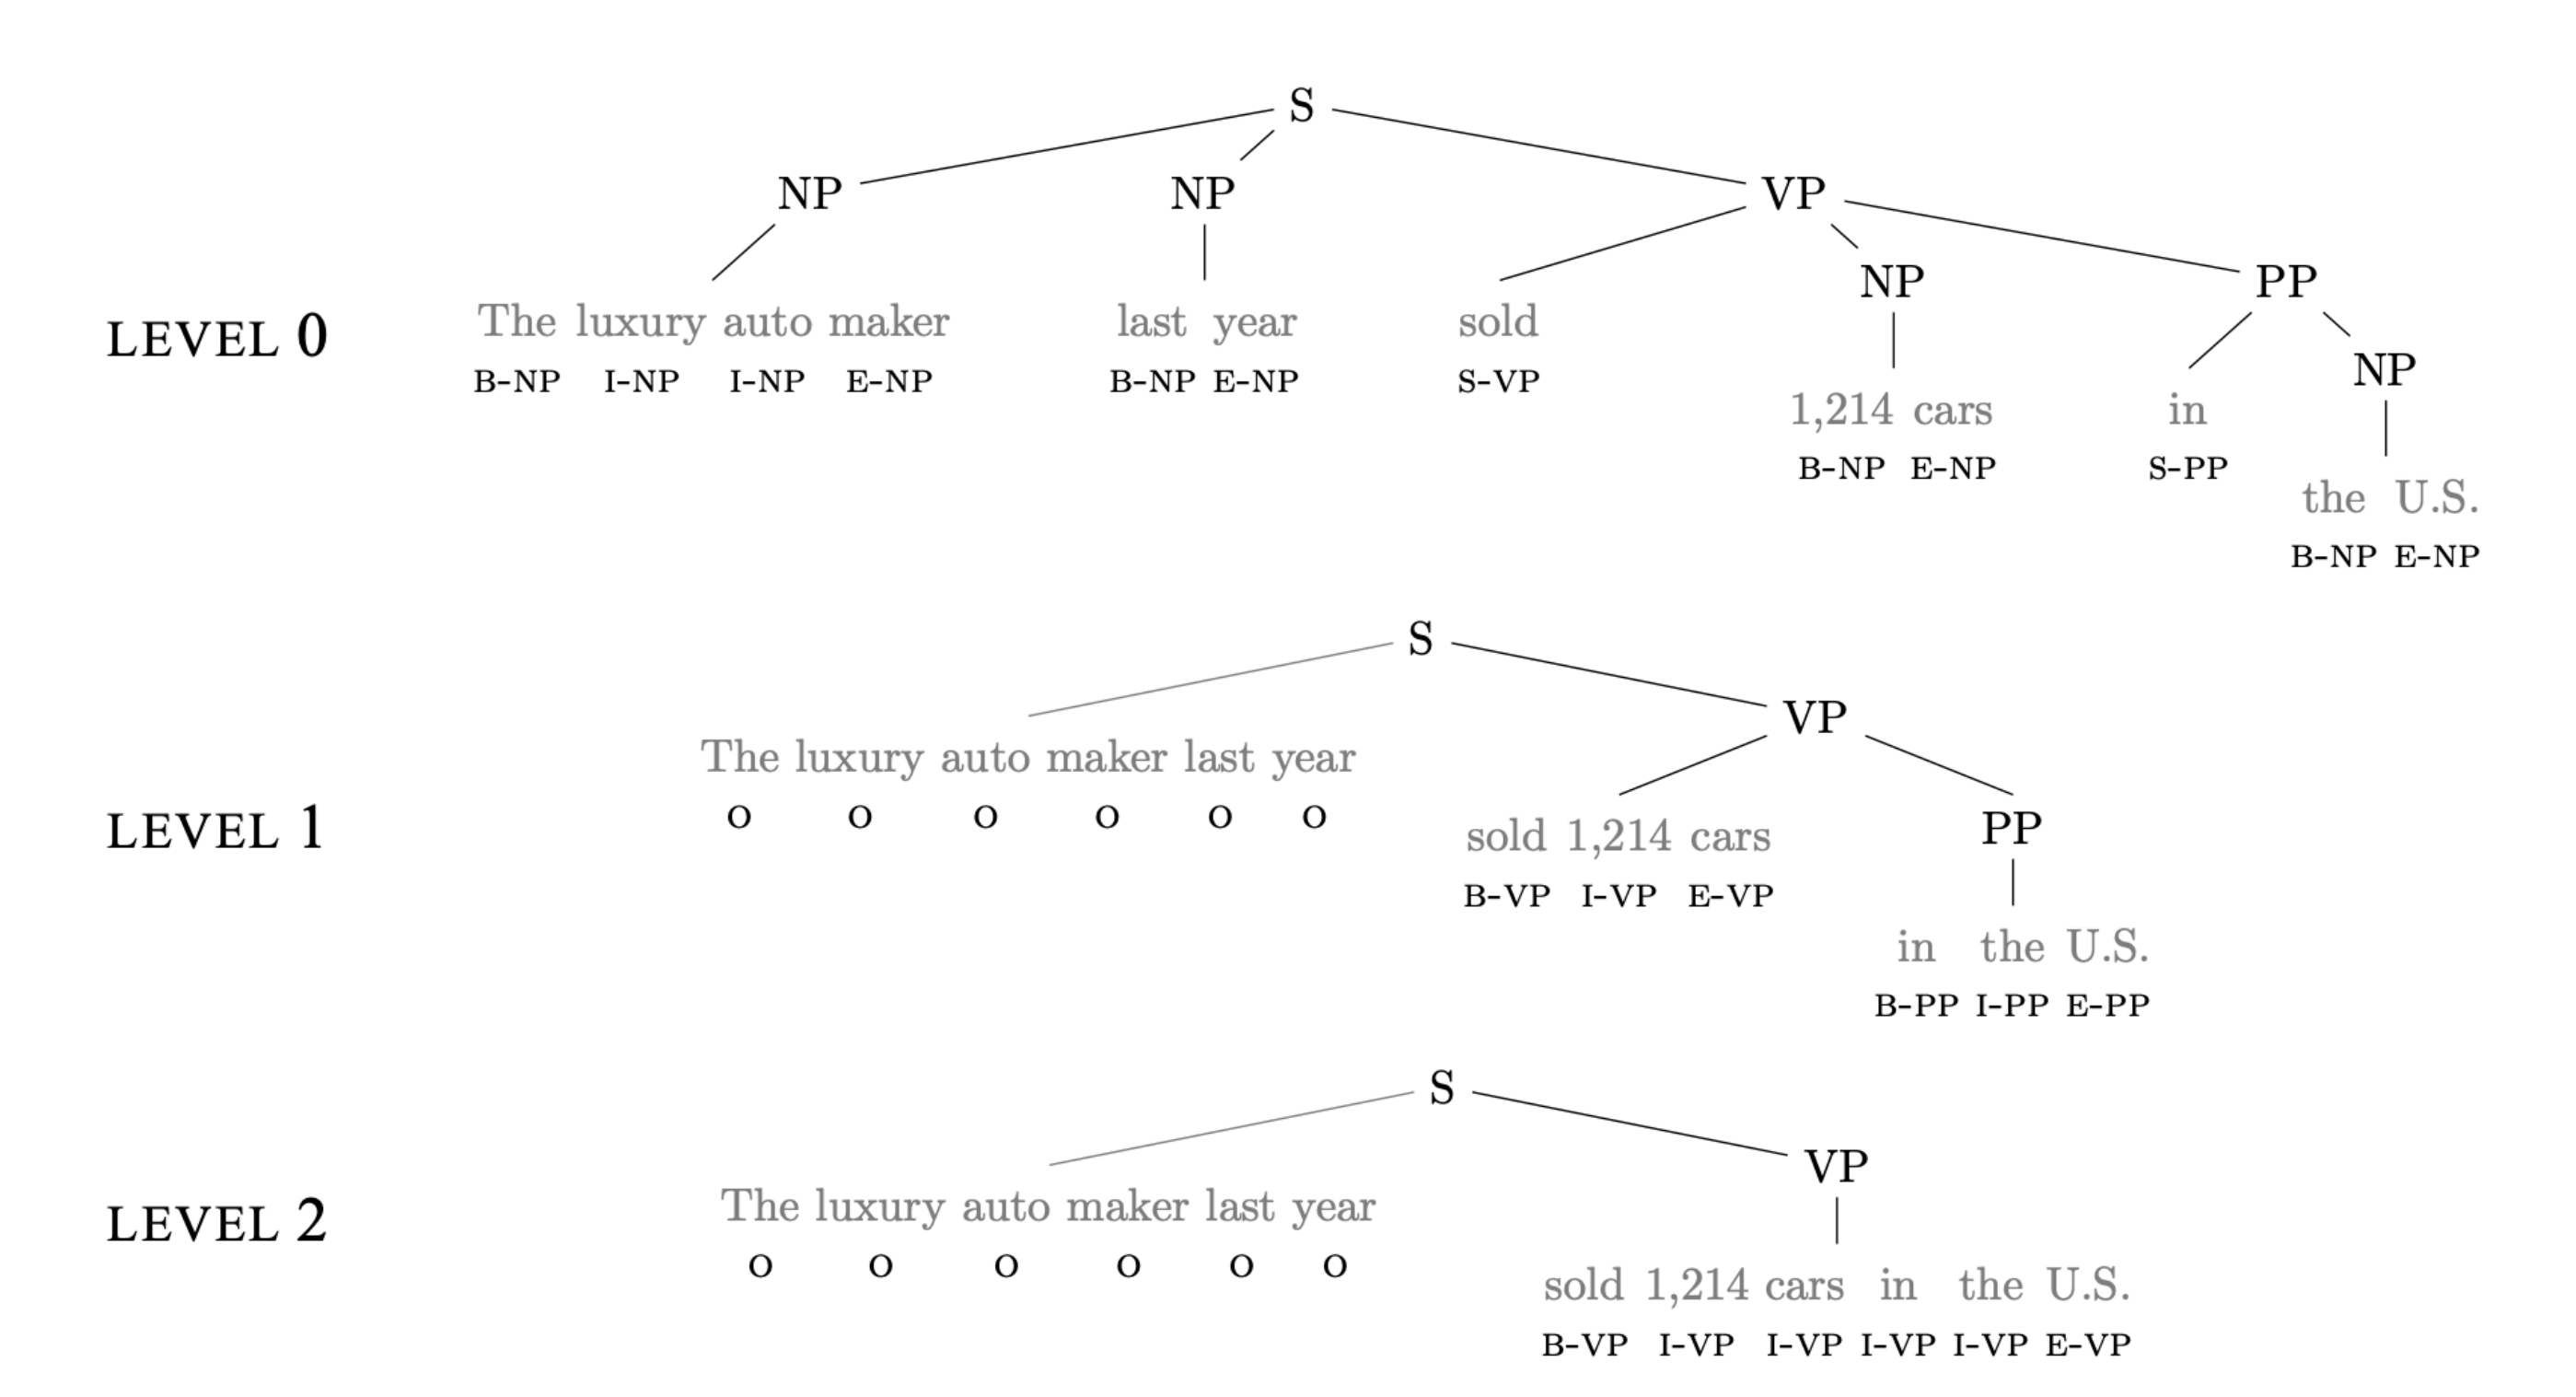 S
NP NP VP
NP PP
LEVEL 0 The luxury auto maker last year sold
NP
B-NP I-NP I-NP E-NP B-NP E-NP S-VP
1,214 cars in
B-NP E-NP S-PP
the U.S.
B-NP E-NP
S
VP
The luxury auto maker last year
O O O O O O
LEVEL 1
sold 1,214 cars PP
B-VP I-VP E-VP
in the U.S.
B-PP I-PP E-PP
S
VP
The luxury auto maker last year
LEVEL 2
O O O O O O
sold 1,214 cars in the U.S.
B-VP I-VP I-VP I-VP I-VP E-VP